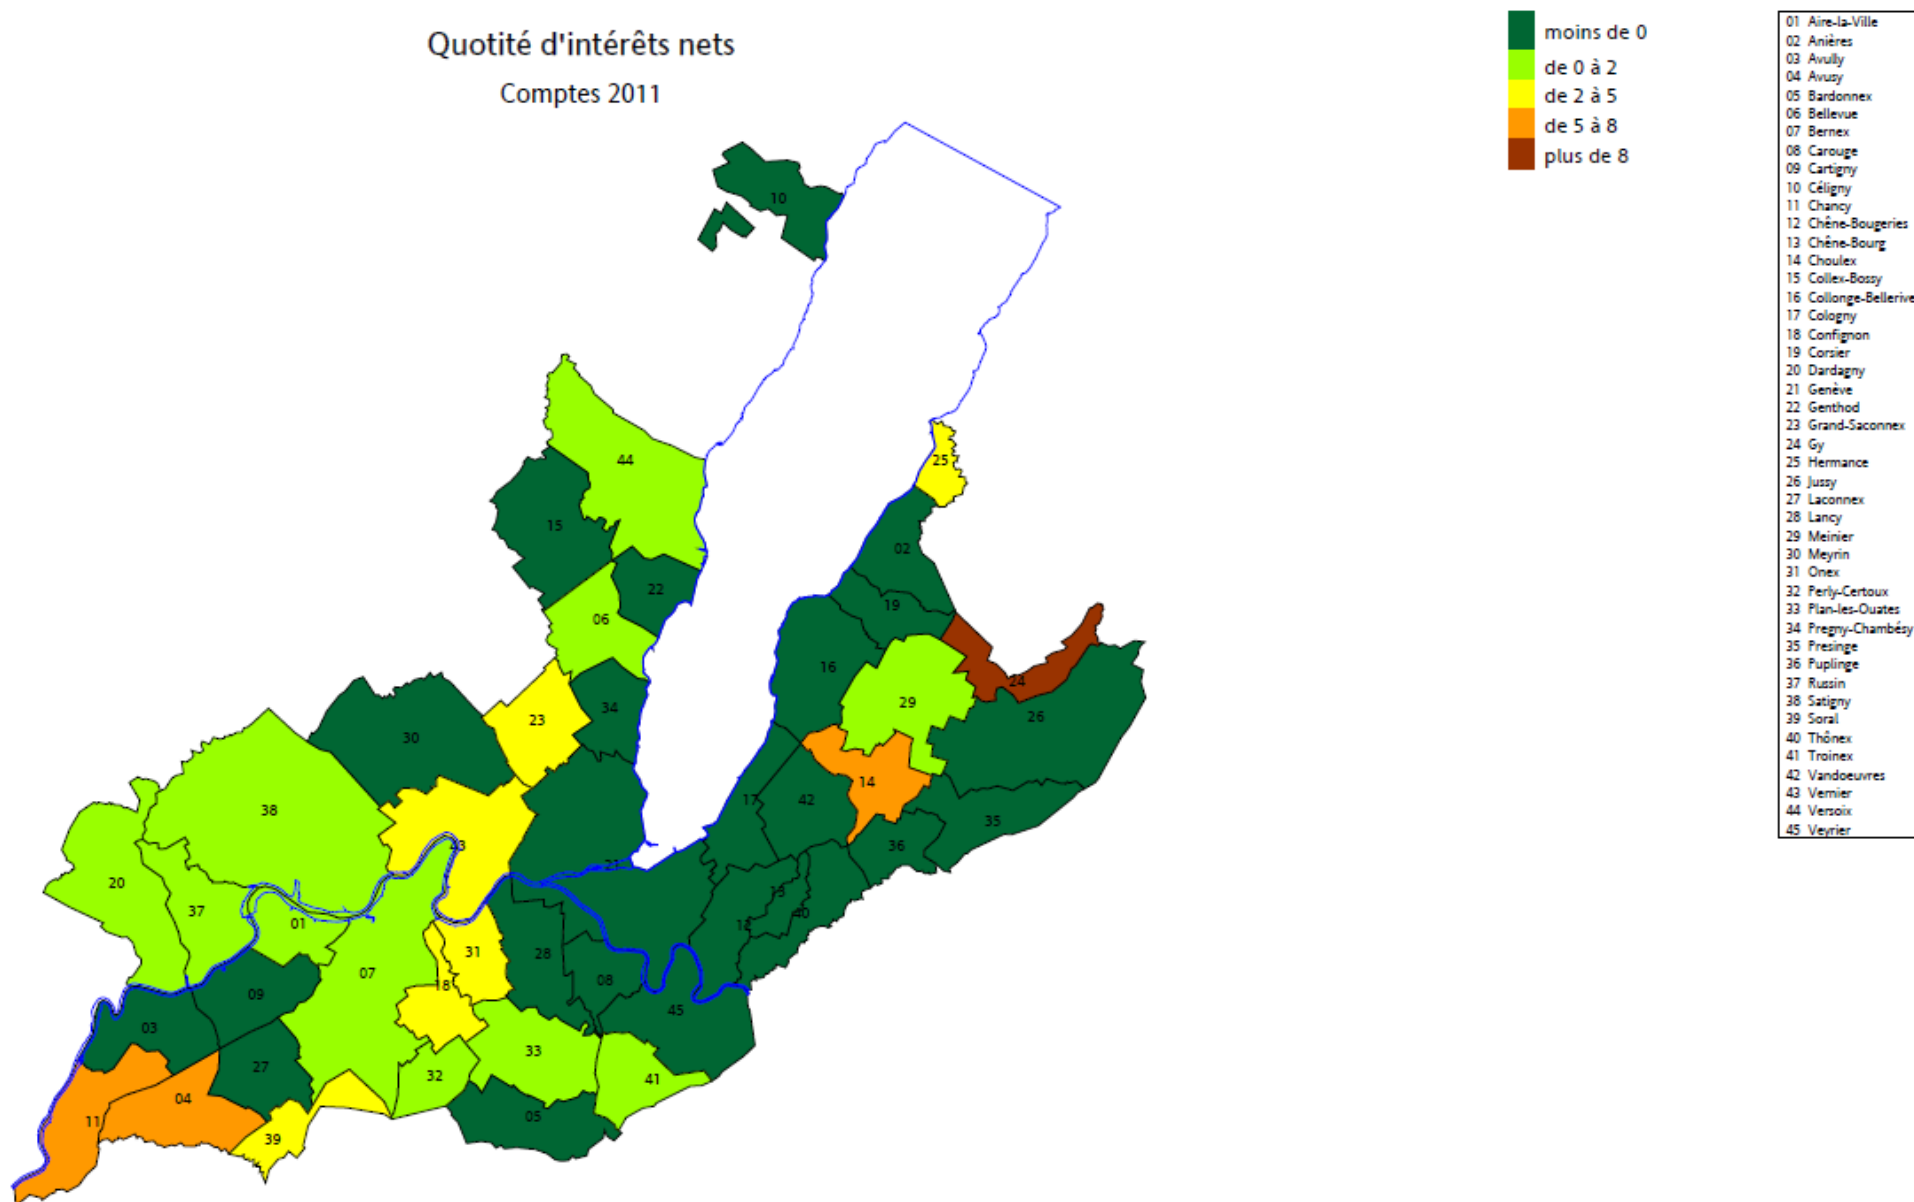 Quotité d'intérêts nets
Comptes 2011
moins de 0
de 0 à 2
de 2 à 5
de 5 à 8
plus de 8
01 Aire-la-Ville
02 Anières
03 Avully
04 Avusy
05 Bardonnex
06 Bellevue
07 Bernex
08 Carouge
09 Cartigny
10 Céligny
11 Chancy
12 Chêne-Bougeries
13 Chêne-Bourg
14 Choulex
15 Collex-Bossy
16 Collonge-Bellerive
17 Cologny
18 Confignon
19 Corsier
20 Dardagny
21 Genève
22 Genthod
23 Grand-Saconnex
24 Gy
25 Hermance
26 Jussy
27 Laconnex
28 Lancy
29 Meinier
30 Meyrin
31 Onex
32 Perly-Certoux
33 Plan-les-Ouates
34 Pregny-Chambésy
35 Presinge
36 Puplinge
37 Russin
38 Satigny
39 Soral
40 Thônex
41 Troinex
42 Vandoeuvres
43 Vernier
44 Versoix
45 Veyrier
10
44
25
15
02
22
19
06
16
24
29
34
26
23
30
14
17
42
38
35
43
36
21
20
13
37
40
01
12
31
28
07
08
18
09
45
03
33
27
32
41
04
05
11
39